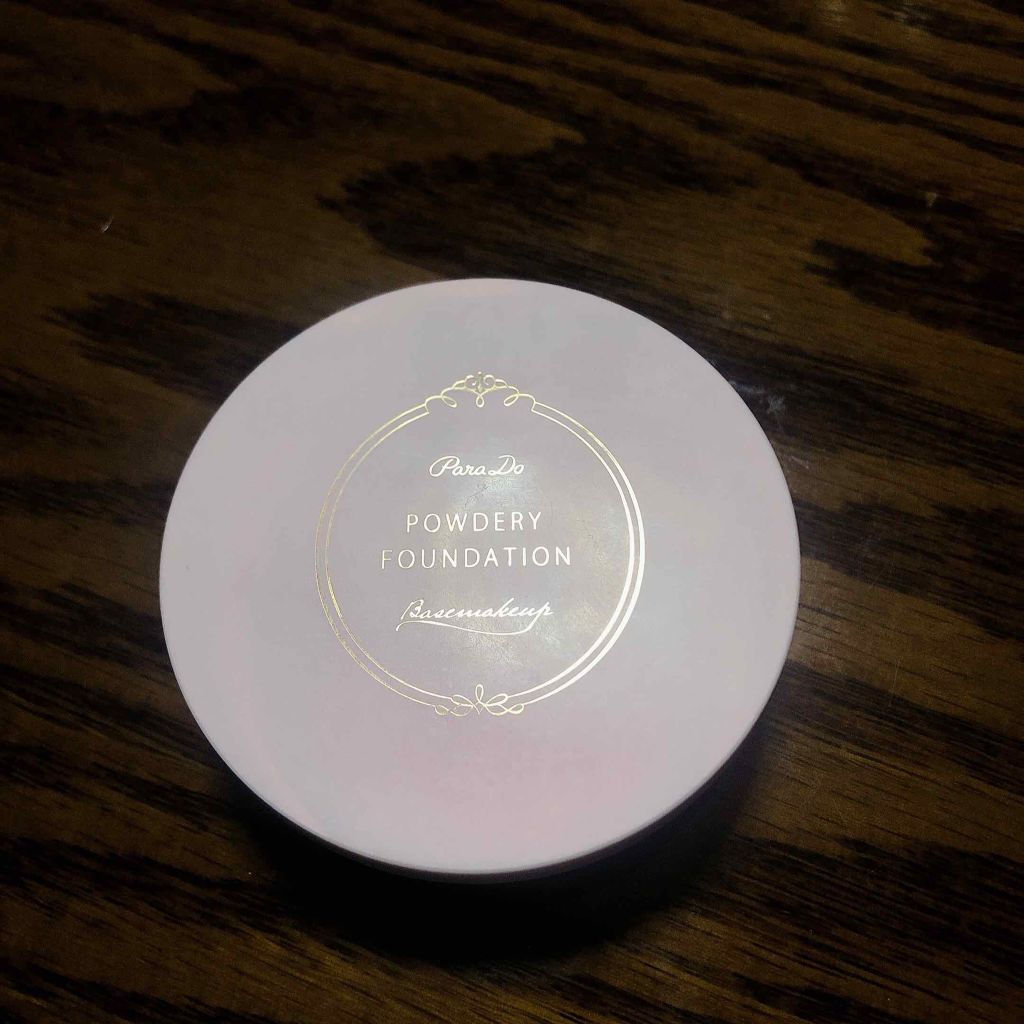 ParaDo
POWDERY
FOUNDATION
Basemakeup